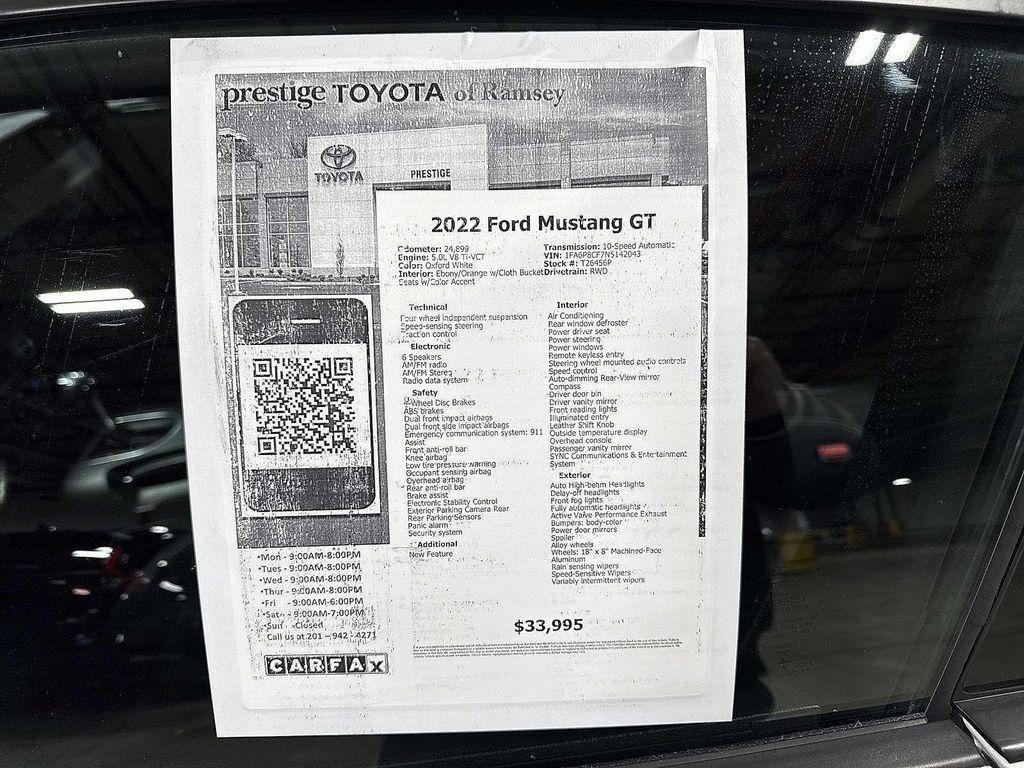 prestige TOYOTA of Ramsey
TOYOTA
PRESTIGE
2022 Ford Mustang GT
Odometer: 24,899
Engine: 5.0L V8 Ti-VCT
Color: Oxford White
Interior: Ebony/Orange w/Cloth Bucket
Seats w/Color Accent
Transmission: 10-Speed Automatic
VIN: 1FA6P8CF7N5142043
Stock #: T26456P
Drivetrain: RWD
Technical
Four wheel independent suspension
Speed-sensing steering
Traction control
Electronic
6 Speakers
AM/FM radio
AM/FM Stereo
Radio data system
Safety
4-Wheel Disc Brakes
ABS brakes
Dual front impact airbags
Dual front side impact airbags
Emergency communication system: 911
Assist
Front anti-roll bar
Knee airbag
Low tire pressure warning
Occupant sensing airbag
Overhead airbag
Rear anti-roll bar
Brake assist
Electronic Stability Control
Exterior Parking Camera Rear
Rear Parking Sensors
Panic alarm
Security system
Additional
New Feature
Interior
Air Conditioning
Rear window defroster
Power driver seat
Power steering
Power windows
Remote keyless entry
Steering wheel mounted audio controls
Speed control
Auto-dimming Rear-View mirror
Compass
Driver door bin
Driver vanity mirror
Front reading lights
Illuminated entry
Leather Shift Knob
Outside temperature display
Overhead console
Passenger vanity mirror
SYNC Communications & Entertainment
System
Exterior
Auto High-beam Headlights
Delay-off headlights
Front fog lights
Fully automatic headlights
Active Valve Performance Exhaust
Bumpers: body-color
Power door mirrors
Spoiler
Alloy wheels
Wheels: 18" x 8" Machined-Face
Aluminum
Rain sensing wipers
Speed-Sensitive Wipers
Variably intermittent wipers
•Mon - 9:00AM-8:00PM
•Tues - 9:00AM-8:00PM
•Wed - 9:00AM-8:00PM
•Thur - 9:00AM-8:00PM
•Fri - 9:00AM-6:00PM
•Sat - 9:00AM-7:00PM
•Sun - Closed
Call us at 201 - 942 - 4271
CARFAX
$33,995